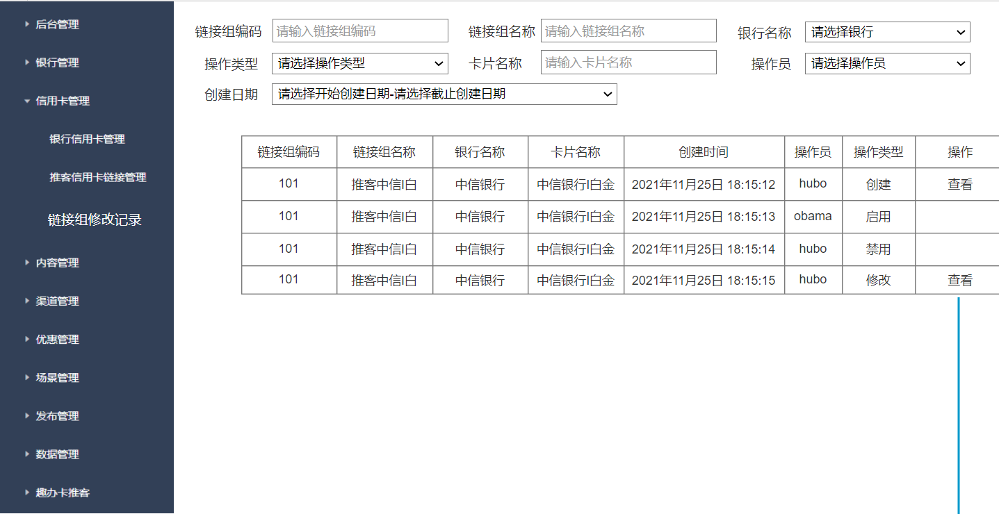 后台管理
银行管理
信用卡管理
银行信用卡管理
推客信用卡链接管理
链接组修改记录
内容管理
渠道管理
优惠管理
场景管理
发布管理
数据管理
趣办卡推客
链接组编码 请输入链接组编码 链接组名称 请输入链接组名称 银行名称 请选择银行
操作类型 请选择操作类型 卡片名称 请输入卡片名称 操作员 请选择操作员
创建日期 请选择开始创建日期-请选择截止创建日期
链接组编码 链接组名称 银行名称 卡片名称 创建时间 操作员 操作类型 操作
101 推客中信I白 中信银行 中信银行I白金 2021年11月25日 18:15:12 hubo 创建 查看
101 推客中信I白 中信银行 中信银行I白金 2021年11月25日 18:15:13 obama 启用
101 推客中信I白 中信银行 中信银行I白金 2021年11月25日 18:15:14 hubo 禁用
101 推客中信I白 中信银行 中信银行I白金 2021年11月25日 18:15:15 hubo 修改 查看